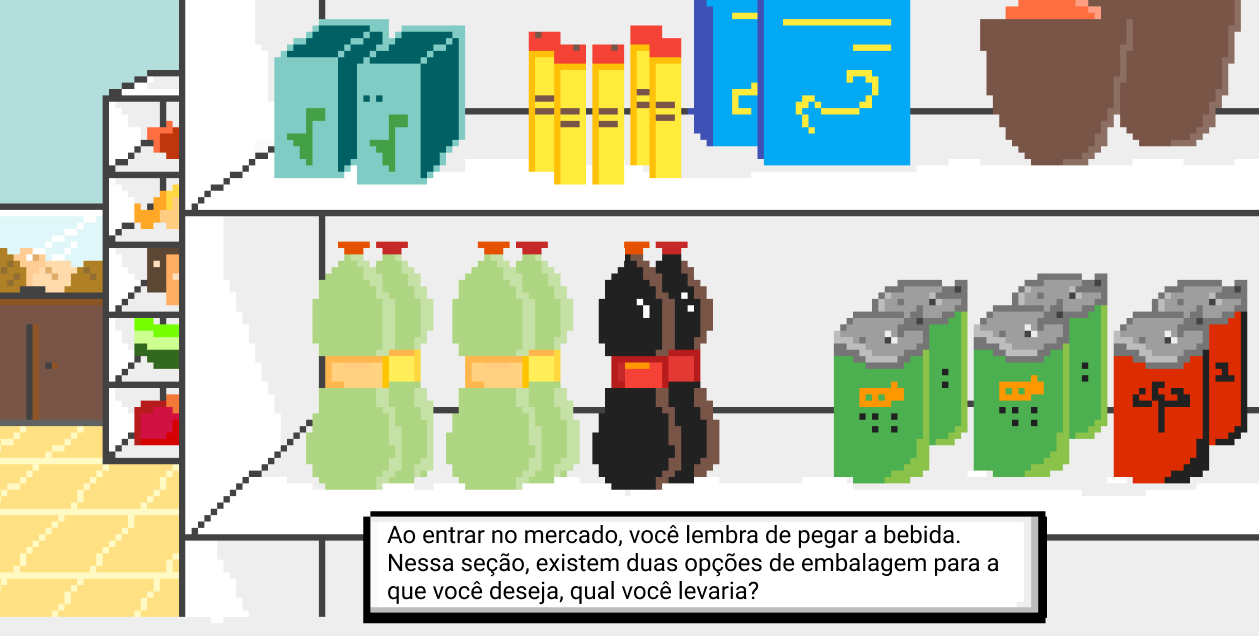 Ao entrar no mercado, você lembra de pegar a bebida.
Nessa seção, existem duas opções de embalagem para a
que você deseja, qual você levaria?